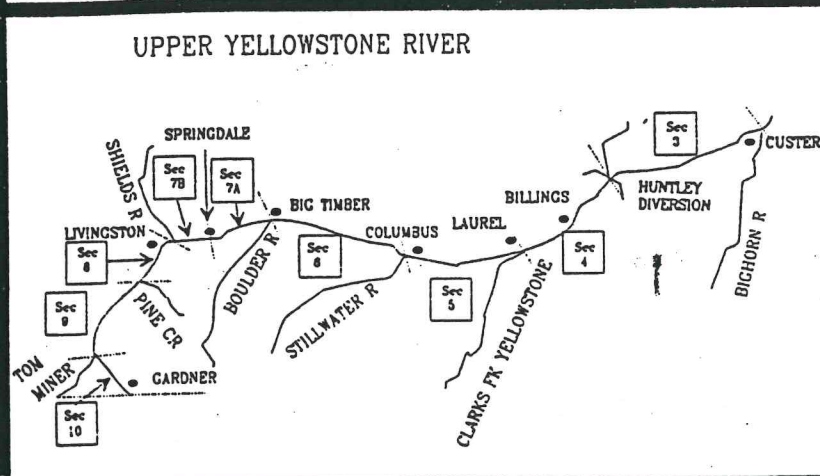 UPPER YELLOWSTONE RIVER
SPRINGDALE
SHIELDS R
Sec
7B
Sec
7A
Sec
3
CUSTER
BIG TIMBER
BILLINGS
HUNTLEY
DIVERSION
LIVINGSTON
COLUMBUS
LAUREL
Sec
8
BOULDER R
Sec
6
Sec
4
BIGHORN R
Sec
9
PINE CR
STILLWATER R
Sec
5
CLARKS FK YELLOWSTONE
TOM
MINER
GARDNER
Sec
10